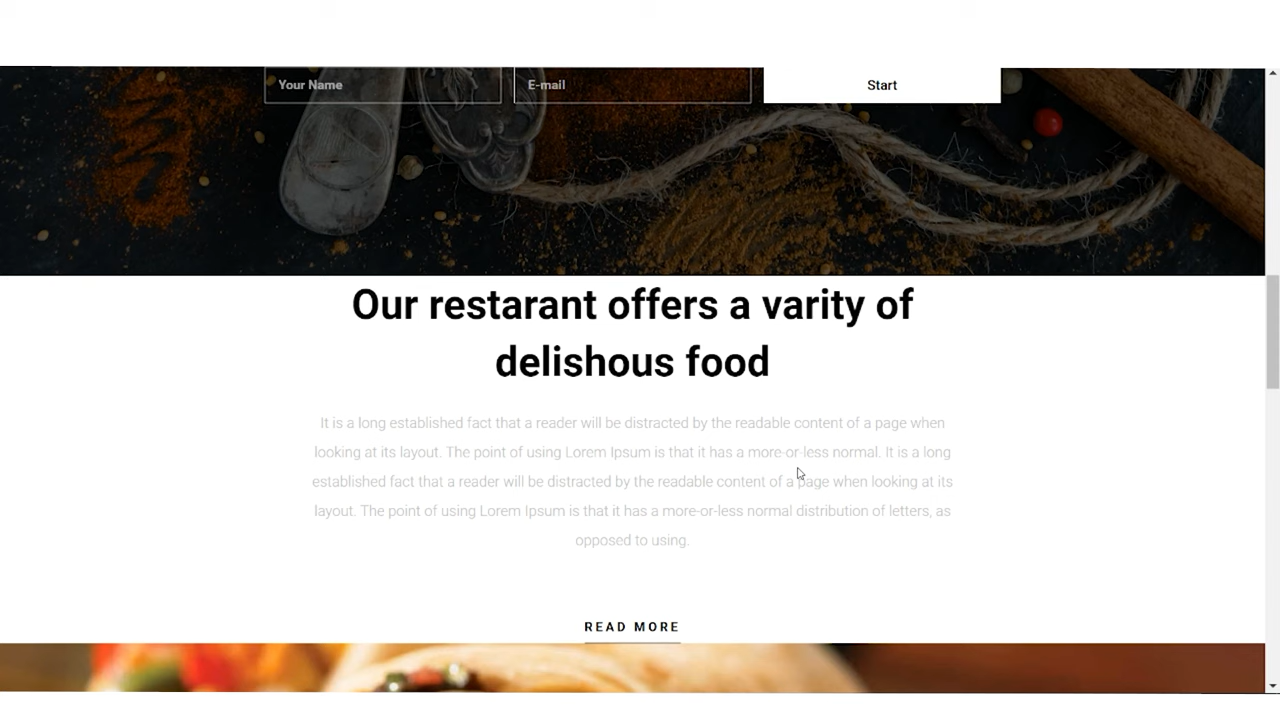 Your Name E-mail Start
Our restarant offers a varity of
delishous food
It is a long established fact that a reader will be distracted by the readable content of a page when
looking at its layout. The point of using Lorem Ipsum is that it has a more-or-less normal. It is a long
established fact that a reader will be distracted by the readable content of a page when looking at its
layout. The point of using Lorem Ipsum is that it has a more-or-less normal distribution of letters, as
opposed to using.
READ MORE